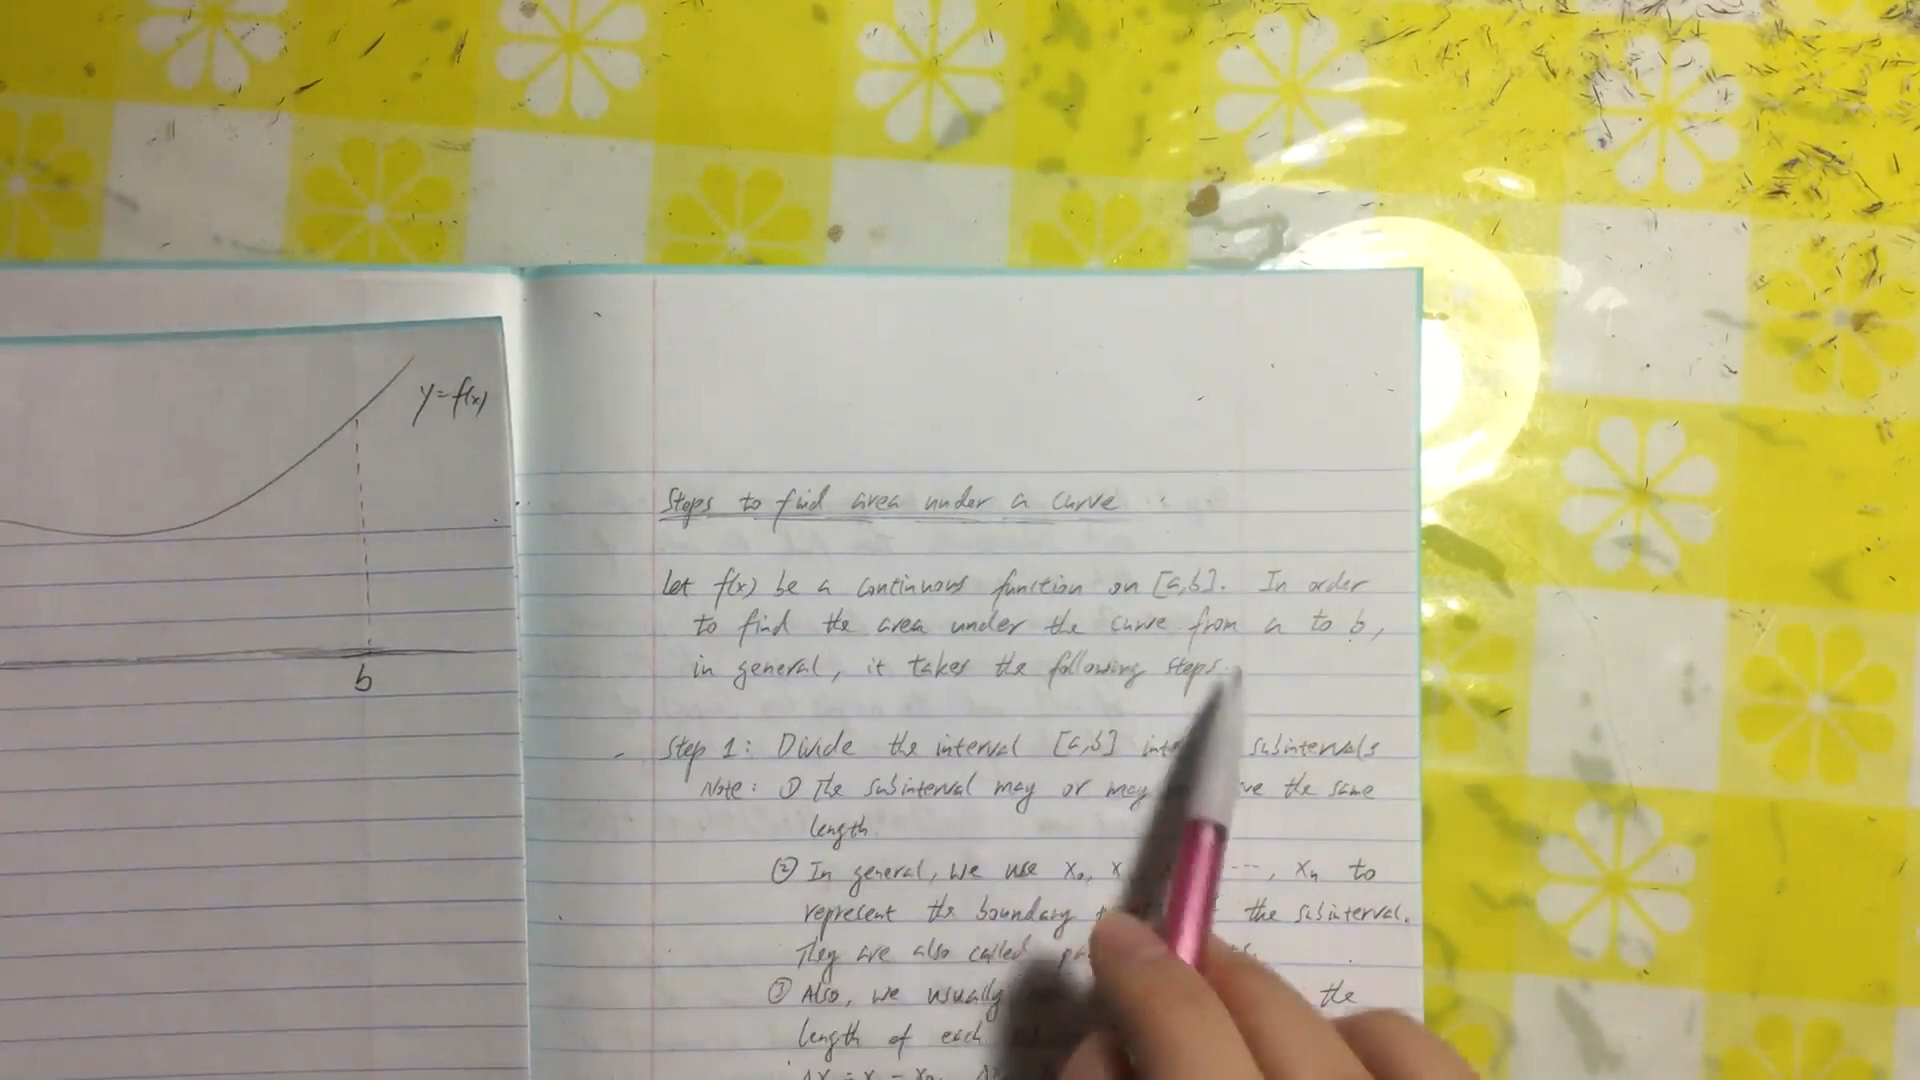 y=f(x)
b
Steps to find area under a curve
Let f(x) be a continuous function on [a,b]. In order
to find the area under the curve from a to b,
in general, it takes the following steps.
Step 1: Divide the interval [a,b] subintervals
Note: ① The subinterval may or may the same
length.
② In general, we use x₀, x ..., xₙ to
represent the boundary the subinterval.
They are also called
③ Also, we usually the
length of each
Δx = x - x₀,